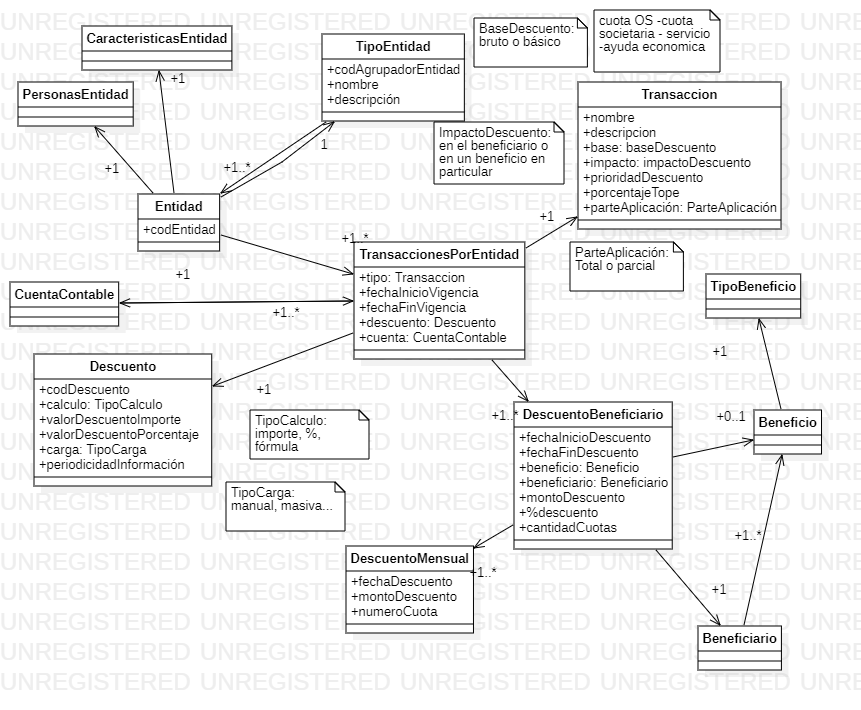 UNREGISTERED
CaracteristicasEntidad
+1
PersonasEntidad
+1
TipoEntidad
+codAgrupadorEntidad
+nombre
+descripción
1
+1..*
BaseDescuento:
bruto o básico
cuota OS -cuota
societaria - servicio
-ayuda economica
Transaccion
+nombre
+descripcion
+base: baseDescuento
+impacto: impactoDescuento
+prioridadDescuento
+porcentajeTope
+parteAplicación: ParteAplicación
ImpactoDescuento:
en el beneficiario o
en un beneficio en
particular
Entidad
+codEntidad
+1..*
+1
TransaccionesPorEntidad
+tipo: Transaccion
+fechaInicioVigencia
+fechaFinVigencia
+descuento: Descuento
+cuenta: CuentaContable
ParteAplicación:
Total o parcial
TipoBeneficio
+1
CuentaContable
+1
+1..*
Descuento
+codDescuento
+calculo: TipoCalculo
+valorDescuentoImporte
+valorDescuentoPorcentaje
+carga: TipoCarga
+periodicidadInformación
+1
TipoCalculo:
importe, %,
fórmula
TipoCarga:
manual, masiva...
+1..*
DescuentoBeneficiario
+fechaInicioDescuento
+fechaFinDescuento
+beneficio: Beneficio
+beneficiario: Beneficiario
+montoDescuento
+%descuento
+cantidadCuotas
+0..1
Beneficio
+1..*
DescuentoMensual
+fechaDescuento
+montoDescuento
+numeroCuota
+1..*
+1
Beneficiario